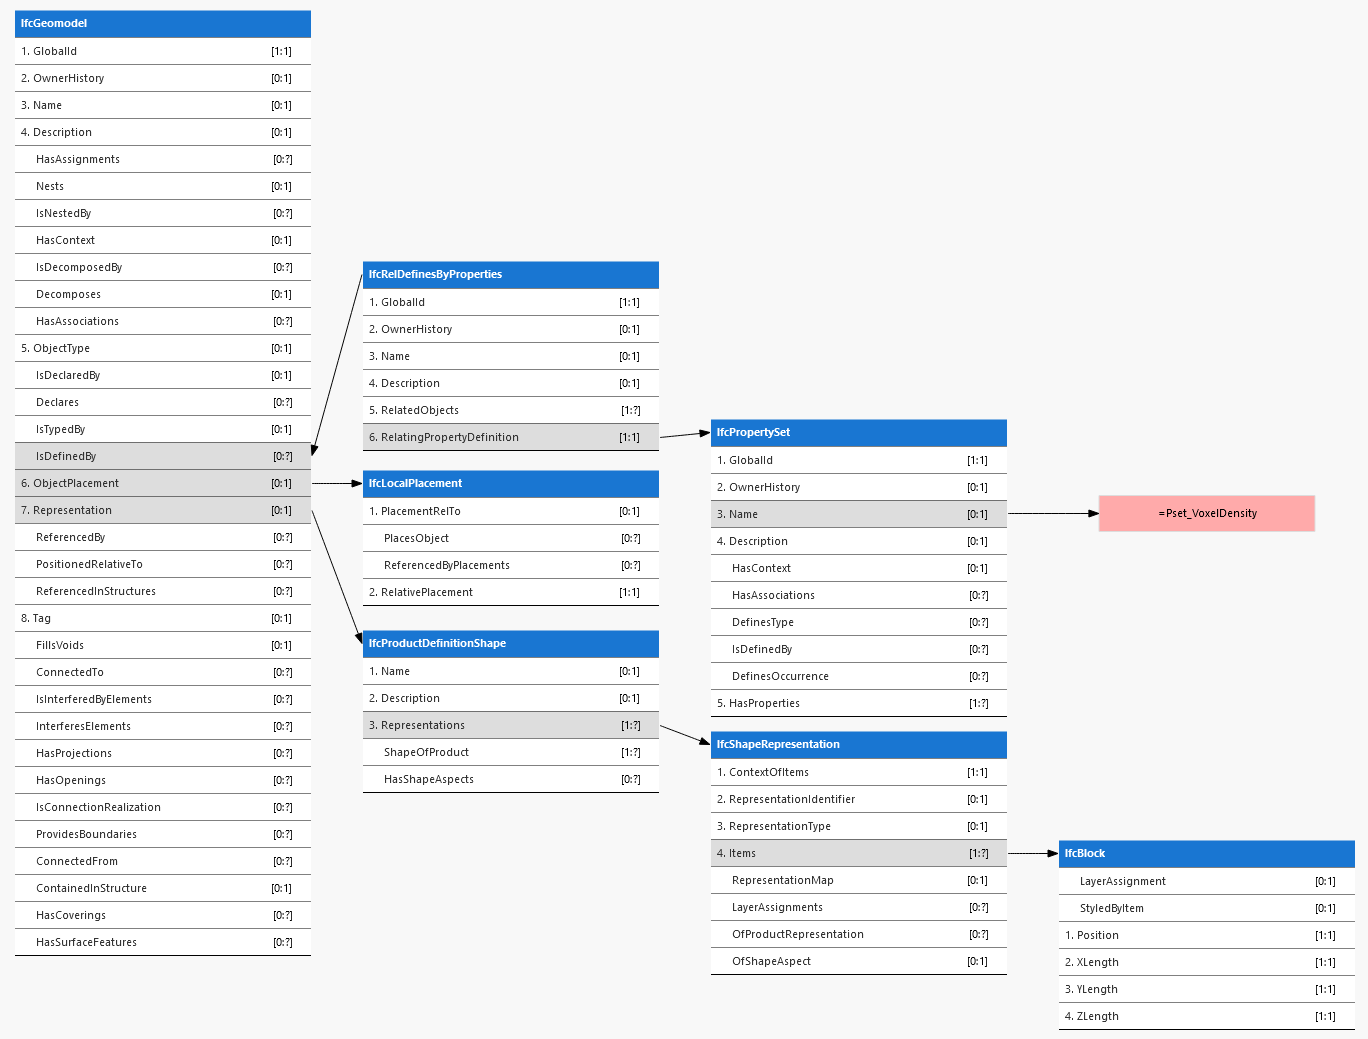 IfcGeomodel
1. GlobalId [1:1]
2. OwnerHistory [0:1]
3. Name [0:1]
4. Description [0:1]
HasAssignments [0:?]
Nests [0:1]
IsNestedBy [0:?]
HasContext [0:1]
IsDecomposedBy [0:?]
Decomposes [0:1]
HasAssociations [0:?]
5. ObjectType [0:1]
IsDeclaredBy [0:1]
Declares [0:?]
IsTypedBy [0:1]
IsDefinedBy [0:?]
6. ObjectPlacement [0:1]
7. Representation [0:1]
ReferencedBy [0:?]
PositionedRelativeTo [0:?]
ReferencedInStructures [0:?]
8. Tag [0:1]
FillsVoids [0:1]
ConnectedTo [0:?]
IsInterferedByElements [0:?]
InterferesElements [0:?]
HasProjections [0:?]
HasOpenings [0:?]
IsConnectionRealization [0:?]
ProvidesBoundaries [0:?]
ConnectedFrom [0:?]
ContainedInStructure [0:1]
HasCoverings [0:?]
HasSurfaceFeatures [0:?]
IfcRelDefinesByProperties
1. GlobalId [1:1]
2. OwnerHistory [0:1]
3. Name [0:1]
4. Description [0:1]
5. RelatedObjects [1:?]
6. RelatingPropertyDefinition [1:1]
IfcLocalPlacement
1. PlacementRelTo [0:1]
PlacesObject [0:?]
ReferencedByPlacements [0:?]
2. RelativePlacement [1:1]
IfcProductDefinitionShape
1. Name [0:1]
2. Description [0:1]
3. Representations [1:?]
ShapeOfProduct [1:?]
HasShapeAspects [0:?]
IfcPropertySet
1. GlobalId [1:1]
2. OwnerHistory [0:1]
3. Name [0:1]
4. Description [0:1]
HasContext [0:1]
HasAssociations [0:?]
DefinesType [0:?]
IsDefinedBy [0:?]
DefinesOccurrence [0:?]
5. HasProperties [1:?]
IfcShapeRepresentation
1. ContextOfItems [1:1]
2. RepresentationIdentifier [0:1]
3. RepresentationType [0:1]
4. Items [1:?]
RepresentationMap [0:1]
LayerAssignments [0:?]
OfProductRepresentation [0:?]
OfShapeAspect [0:1]
=Pset_VoxelDensity
IfcBlock
LayerAssignment [0:1]
StyledByItem [0:1]
1. Position [1:1]
2. XLength [1:1]
3. YLength [1:1]
4. ZLength [1:1]